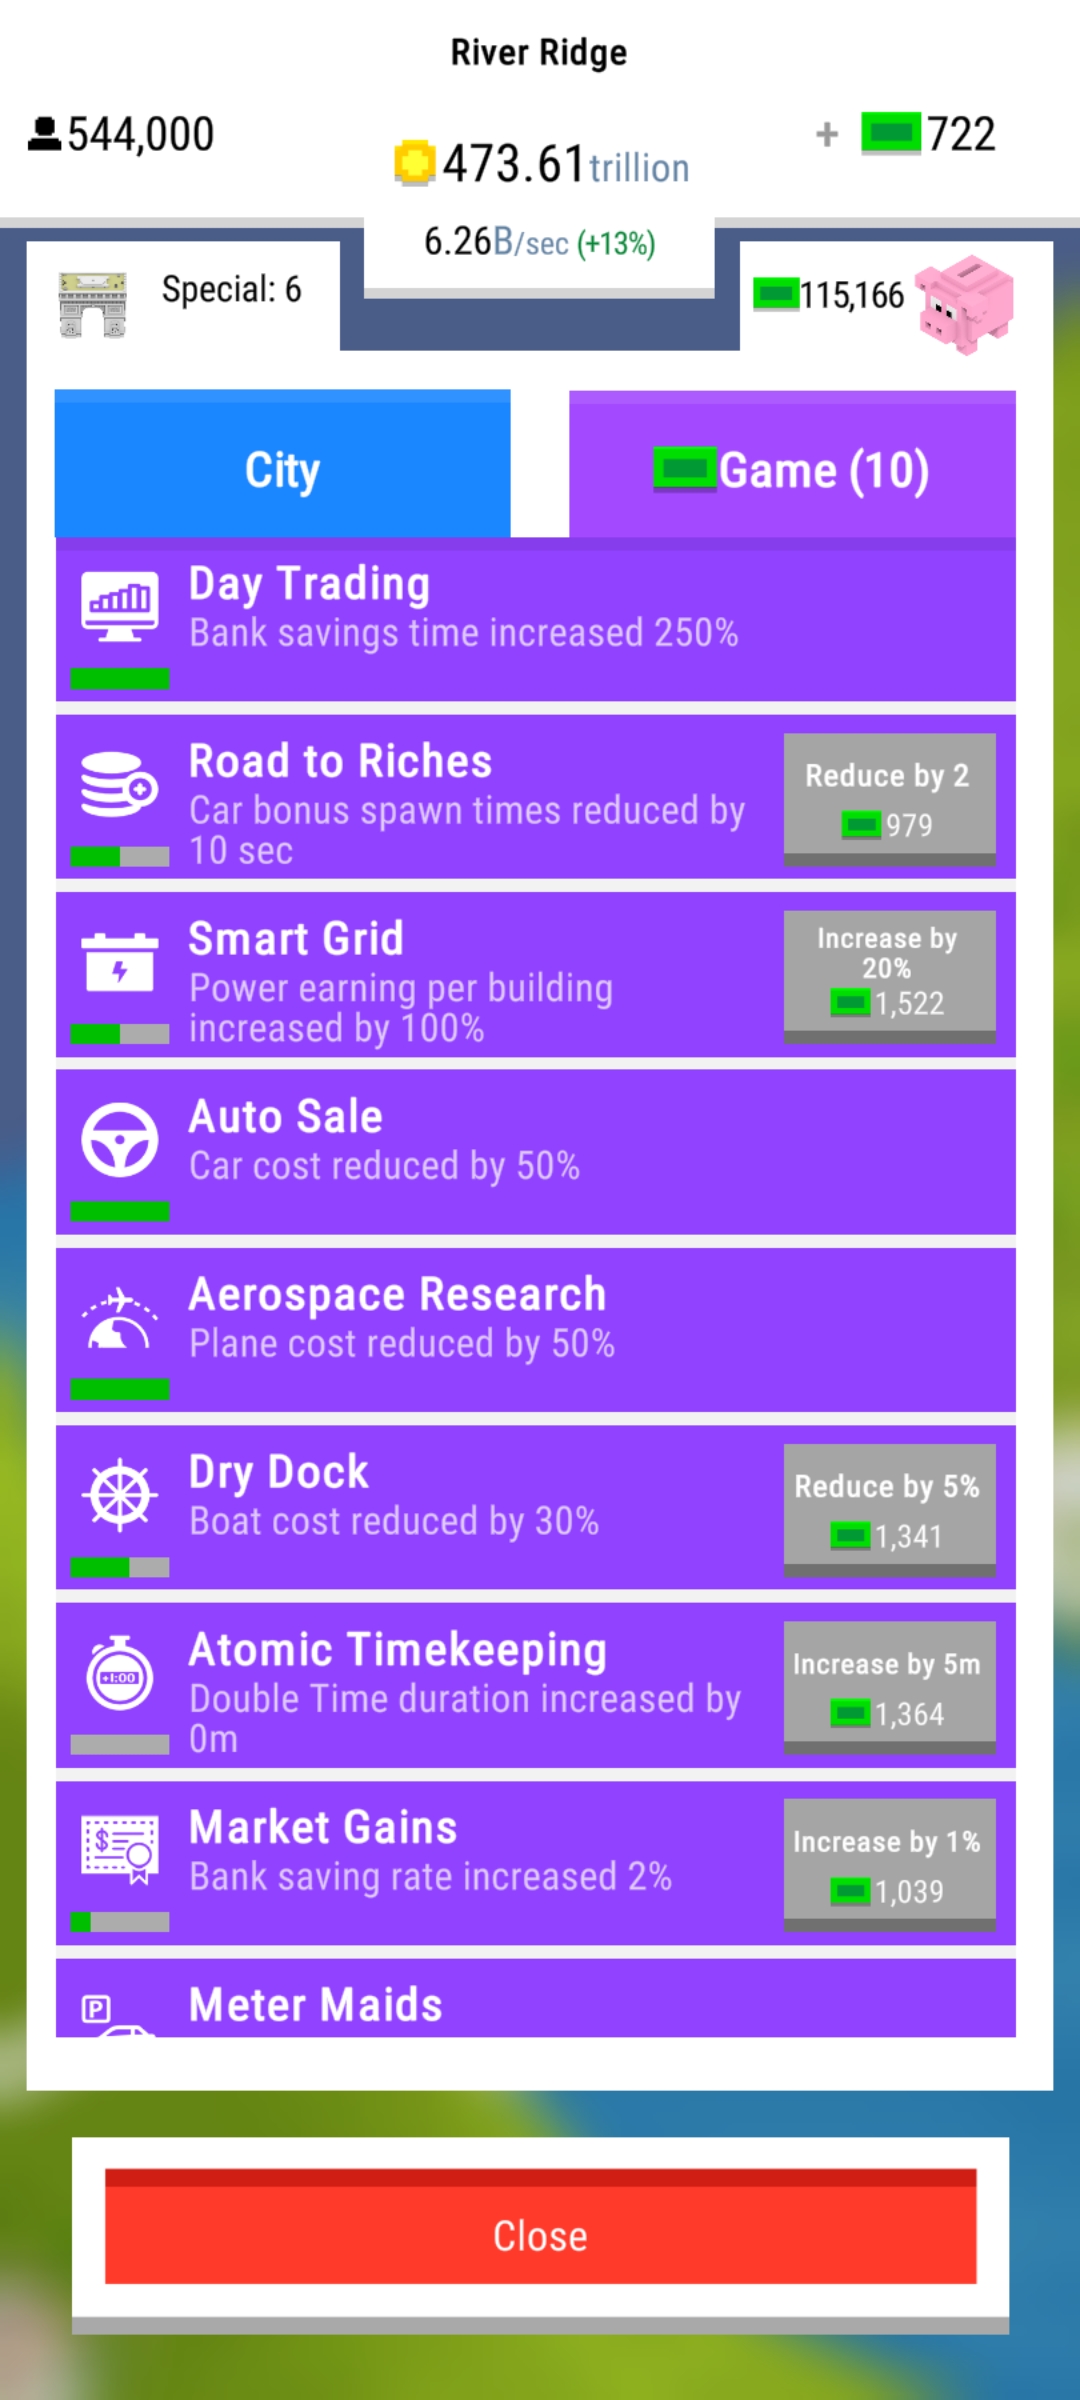 River Ridge
544,000
473.61trillion
+ 722
6.26B/sec (+13%)
Special: 6
115,166
City
Game (10)
Day Trading
Bank savings time increased 250%
Road to Riches
Car bonus spawn times reduced by
10 sec
Reduce by 2
979
Smart Grid
Power earning per building
increased by 100%
Increase by
20%
1,522
Auto Sale
Car cost reduced by 50%
Aerospace Research
Plane cost reduced by 50%
Dry Dock
Boat cost reduced by 30%
Reduce by 5%
1,341
+1:00
Atomic Timekeeping
Double Time duration increased by
0m
Increase by 5m
1,364
$
Market Gains
Bank saving rate increased 2%
Increase by 1%
1,039
P
Meter Maids
Close